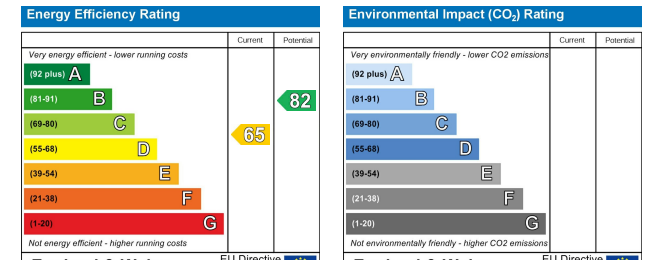 Energy Efficiency Rating
Current Potential
Very energy efficient - lower running costs
(92 plus) A
(81-91) B
82
(69-80) C
65
(55-68) D
(39-54) E
(21-38) F
(1-20) G
Not energy efficient - higher running costs
EU Directive
Environmental Impact (CO2) Rating
Current Potential
Very environmentally friendly - lower CO2 emissions
(92 plus) A
(81-91) B
(69-80) C
(55-68) D
(39-54) E
(21-38) F
(1-20) G
Not environmentally friendly - higher CO2 emissions
EU Directive